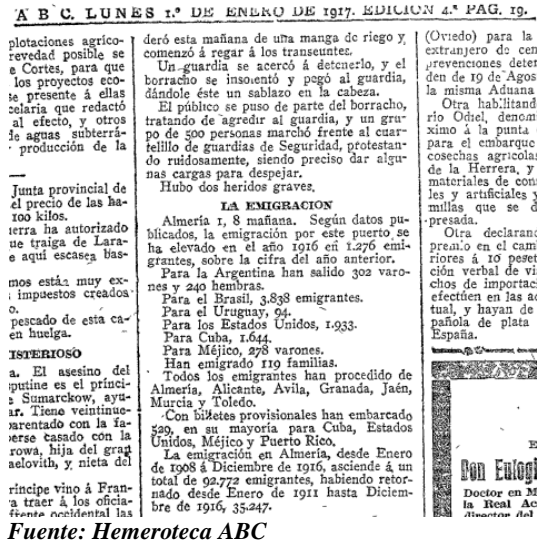 A B C. LUNES 1.º DE ENERO DE 1917. EDICION 4.ª PAG. 19.
plotaciones agríco-
revedad posible se
e Cortes, para que
los proyectos eco-
se presente á ellas
celaria que redactó
al efecto, y otros
le aguas subterrá-
producción de la
Junta provincial de
el precio de las ha-
100 kilos.
ierra ha autorizado
ue traiga de Lara-
e aquí escasea bas-
mos están muy ex-
impuestos creados
o.
pescado de esta ca-
en huelga.
ISTERIOSO
a. El asesino del
sputine es el prínci-
e Sumarckow, ayu-
ar. Tiene veintinue-
parentado con la fa-
erse casado con la
rowa, hija del gran
aelovith, y nieta del
ríncipe vino á Fran-
a traer á los oficia-
frente occidental las
deró esta mañana de una manga de riego y
comenzó á regar á los transeuntes.
Un guardia se acercó á detenerlo, y el
borracho se insolentó y pegó al guardia,
dándole éste un sablazo en la cabeza.
El público se puso de parte del borracho,
tratando de agredir al guardia, y un gru-
po de 500 personas marchó frente al cuar-
telillo de guardias de Seguridad, protestan-
do ruidosamente, siendo preciso dar algu-
nas cargas para despejar.
Hubo dos heridos graves.
LA EMIGRACION
Almería 1, 8 mañana. Según datos pu-
blicados, la emigración por este puerto se
ha elevado en el año 1916 en 1.276 emi-
grantes, sobre la cifra del año anterior.
Para la Argentina han salido 302 varo-
nes y 240 hembras.
Para el Brasil, 3.838 emigrantes.
Para el Uruguay, 94.
Para los Estados Unidos, 1.933.
Para Cuba, 1.644.
Para Méjico, 278 varones.
Han emigrado 119 familias.
Todos los emigrantes han procedido de
Almería, Alicante, Avila, Granada, Jaén,
Murcia y Toledo.
Con billetes provisionales han embarcado
529, en su mayoría para Cuba, Estados
Unidos, Méjico y Puerto Rico.
La emigración en Almería, desde Enero
de 1908 á Diciembre de 1916, asciende á un
total de 92.772 emigrantes, habiendo retor-
nado desde Enero de 1911 hasta Diciem-
bre de 1916, 35.247.
(Oviedo) para la
extranjero de cen
prevenciones deter
den de 19 de Agos
la misma Aduana
Otra habilitand
rio Odiel, denom
ximo á la punta
para el embarque
cosechas agrícolas
de la Herrera, y
materiales de con
les y artificiales y
millas que se d
presada.
Otra declarand
premio en el cam
riores á 10 peset
ción verbal de via
chos de importac
efectúen en las ad
tual, y hayan de
pañola de plata
España.
E
Don Eulogi
Doctor en M
la Real Ac
director del
Fuente: Hemeroteca ABC